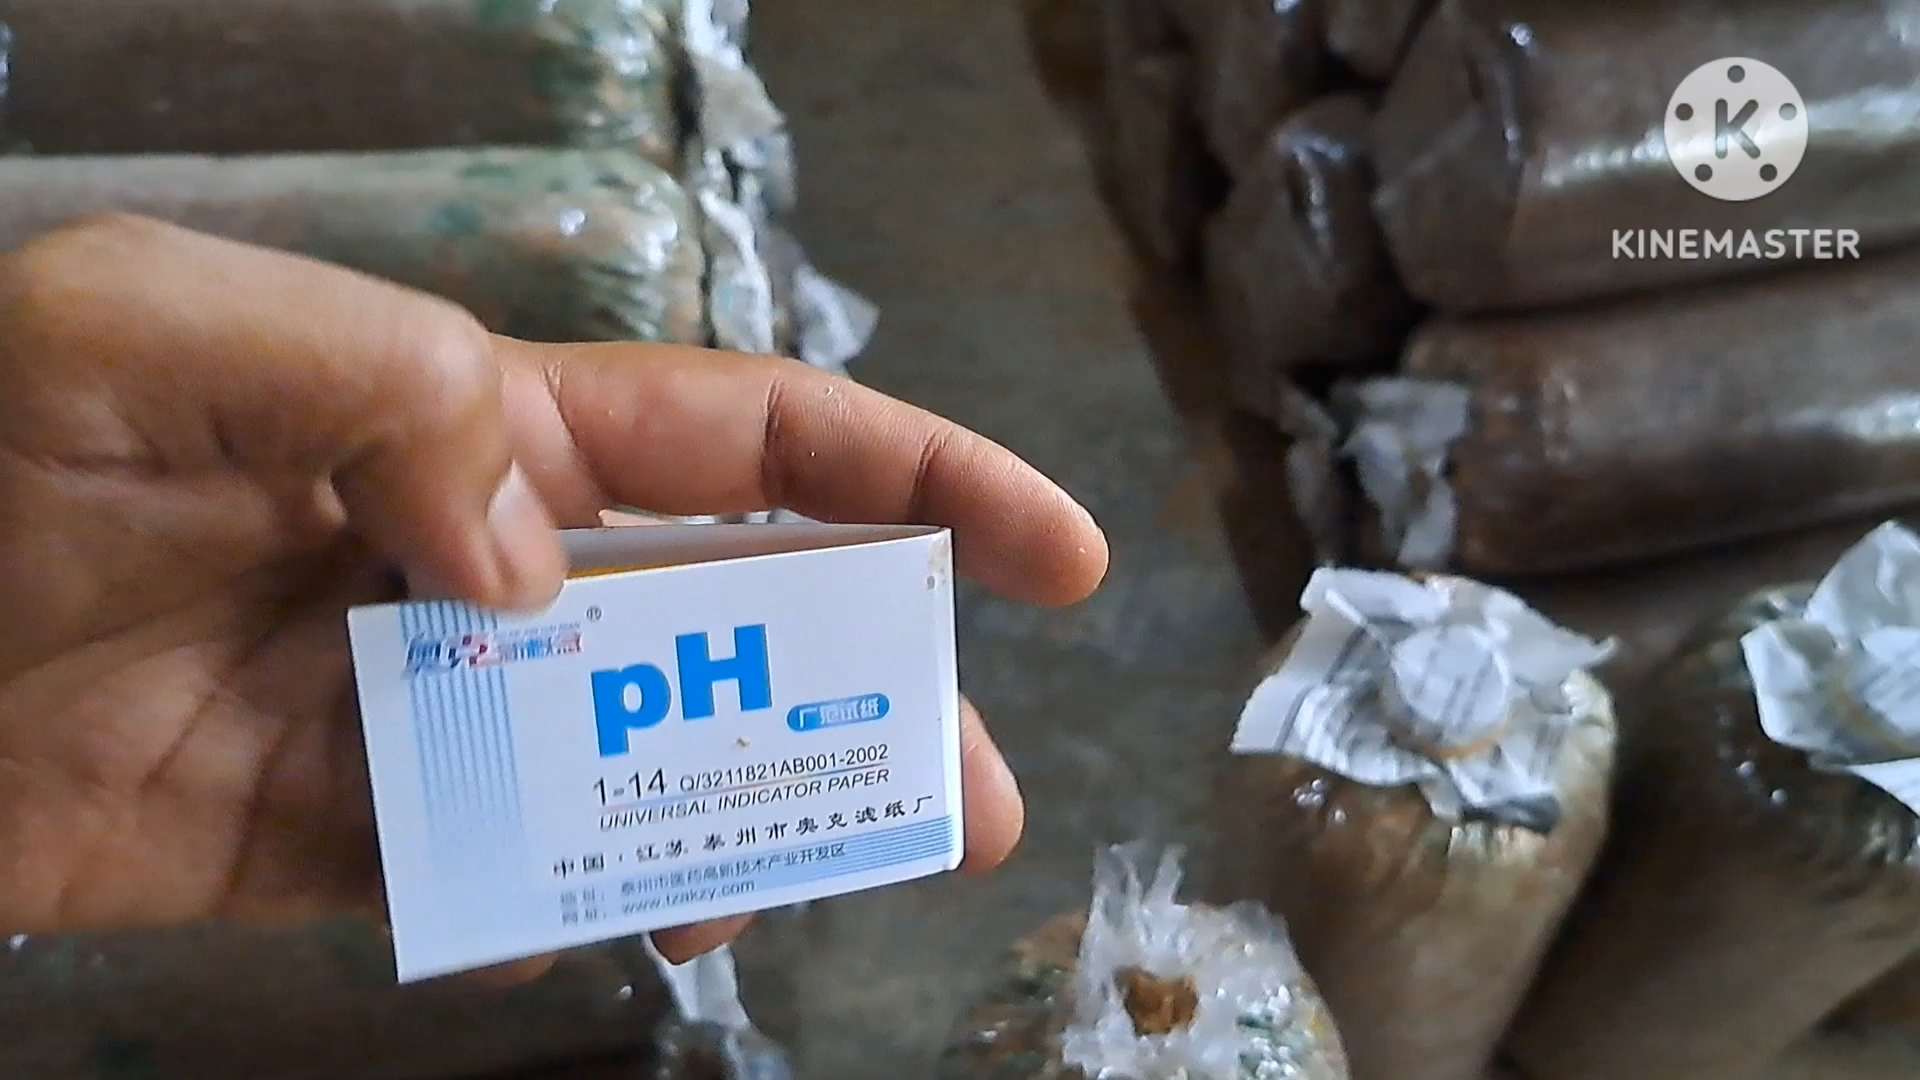 KINEMASTER
®
pH
广范试纸
1-14 Q/3211821AB001-2002
UNIVERSAL INDICATOR PAPER
中国·江苏 泰州市奥克滤纸厂
泰州市医药高新技术产业开发区
www.tzakzy.com